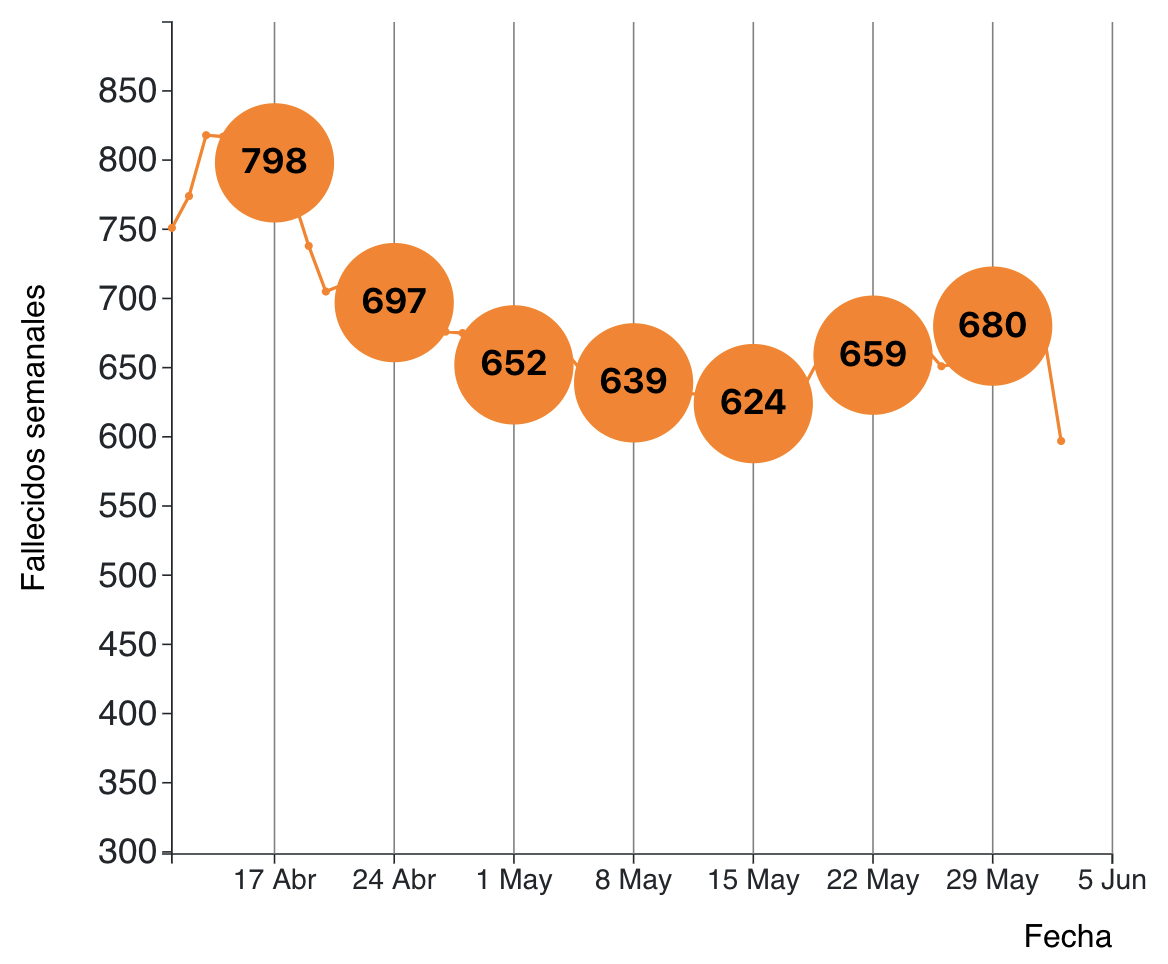 850
800
750
700
650
600
550
500
450
400
350
300
Fallecidos semanales
798
697
652
639
624
659
680
17 Abr
24 Abr
1 May
8 May
15 May
22 May
29 May
5 Jun
Fecha